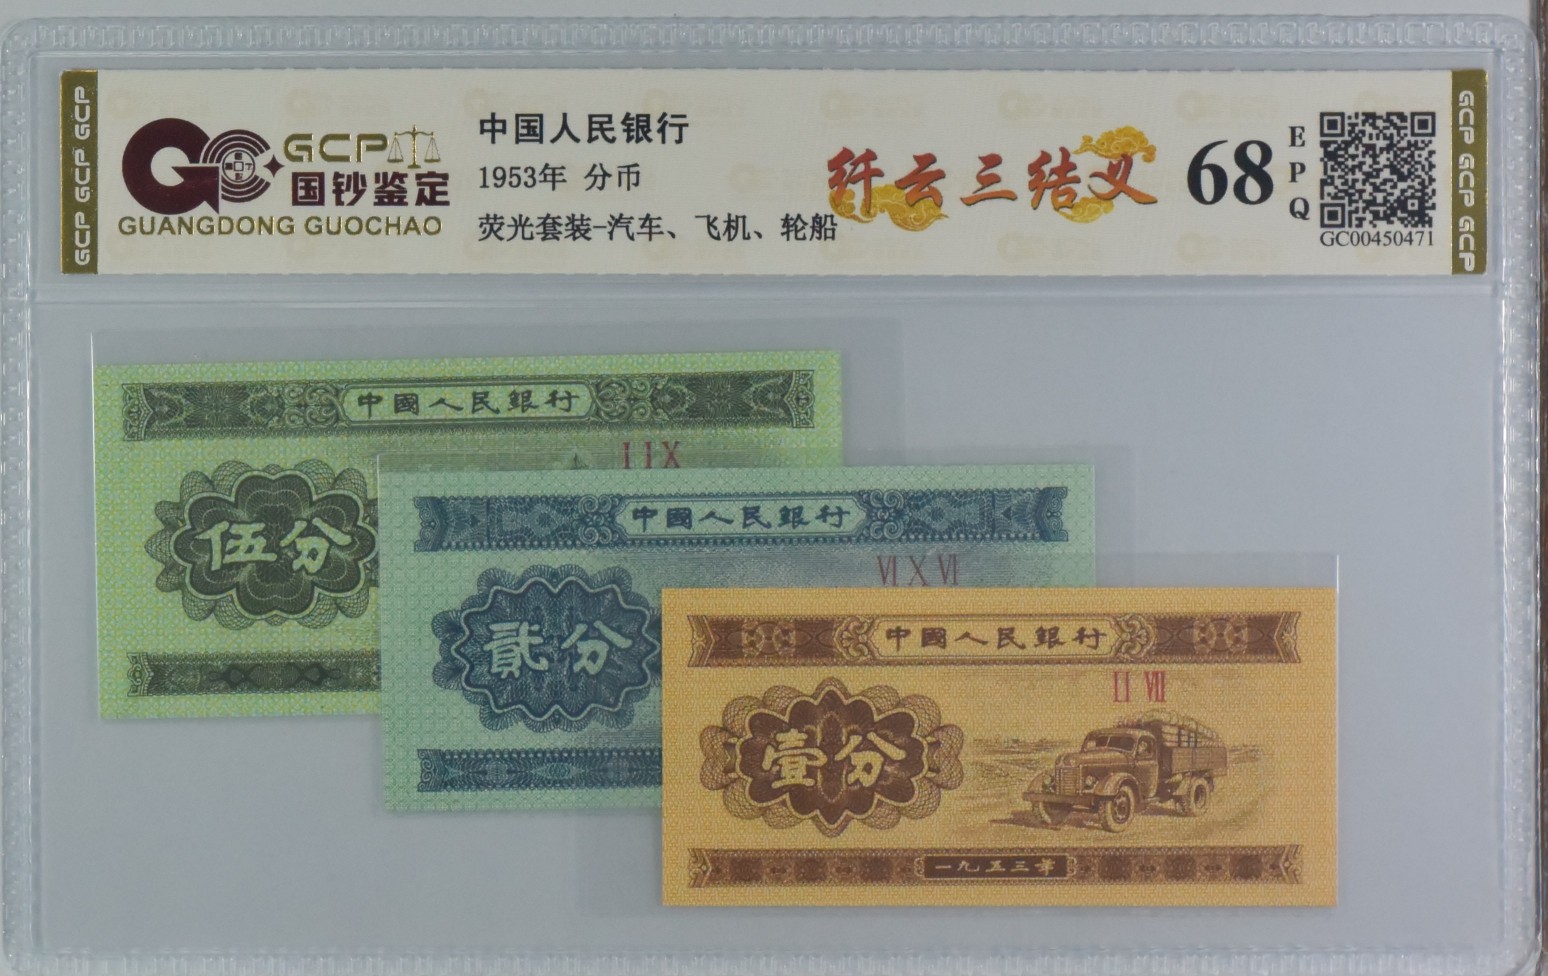 GCP GCP GCP
GCP
国钞鉴定
GUANGDONG GUOCHAO
中国人民银行
1953年 分币
荧光套装-汽车、飞机、轮船
纤云三结义
68
EPQ
GC00450471
GCP GCP GCP
中國人民銀行
I I X
伍分
中國人民銀行
VI X VI
貳分
中國人民銀行
II VII
壹分
一九五三年